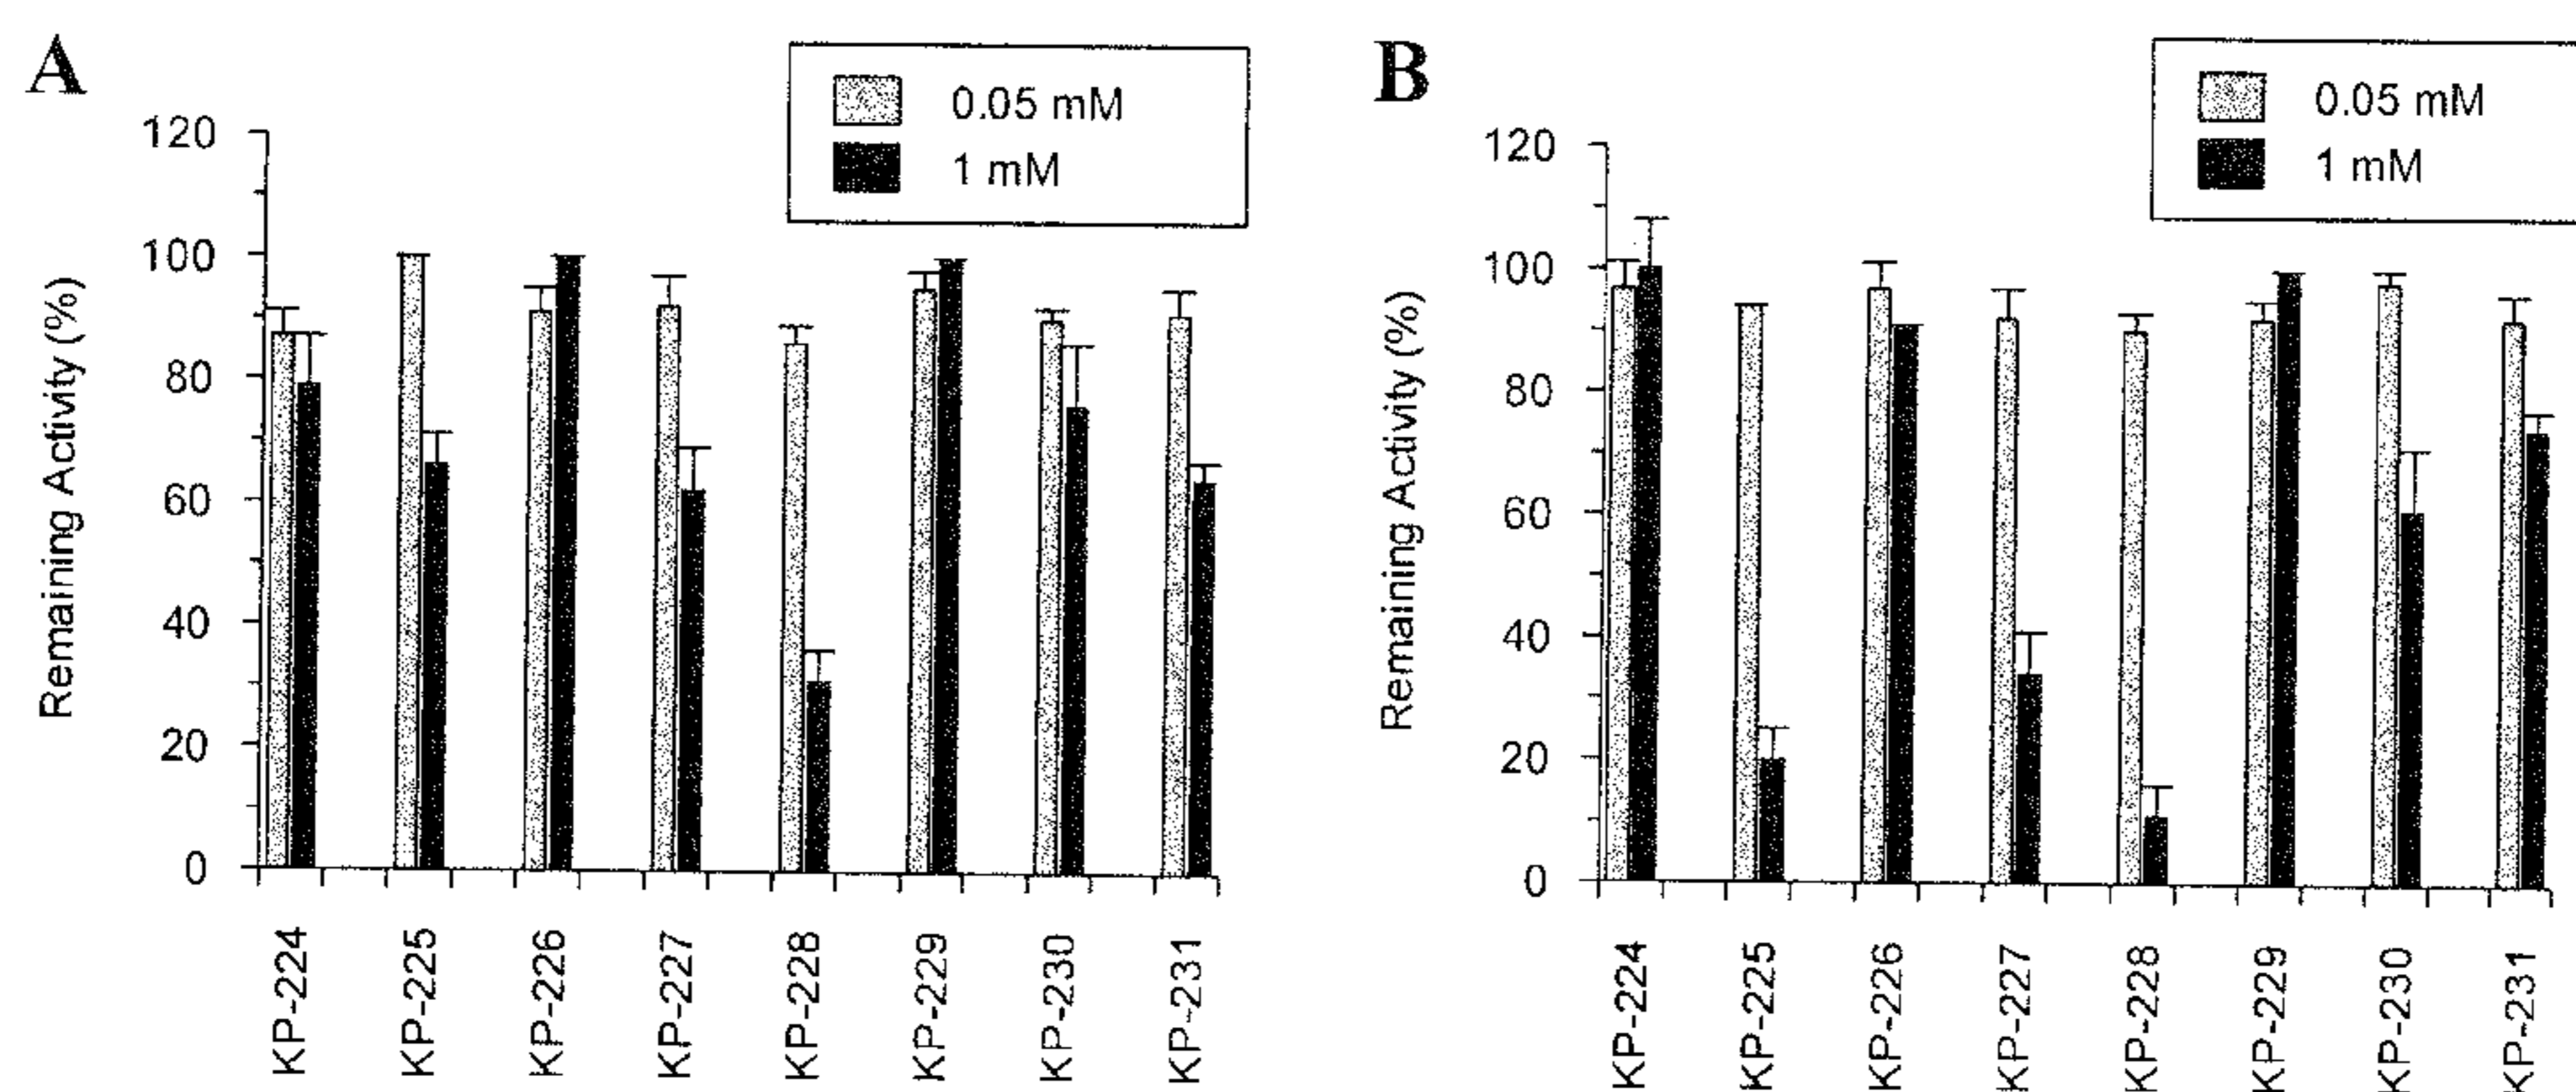 A
0.05 mM
1 mM
120
100
80
60
40
20
0
Remaining Activity (%)
KP-224
KP-225
KP-226
KP-227
KP-228
KP-229
KP-230
KP-231
B
0.05 mM
1 mM
120
100
80
60
40
20
0
Remaining Activity (%)
KP-224
KP-225
KP-226
KP-227
KP-228
KP-229
KP-230
KP-231